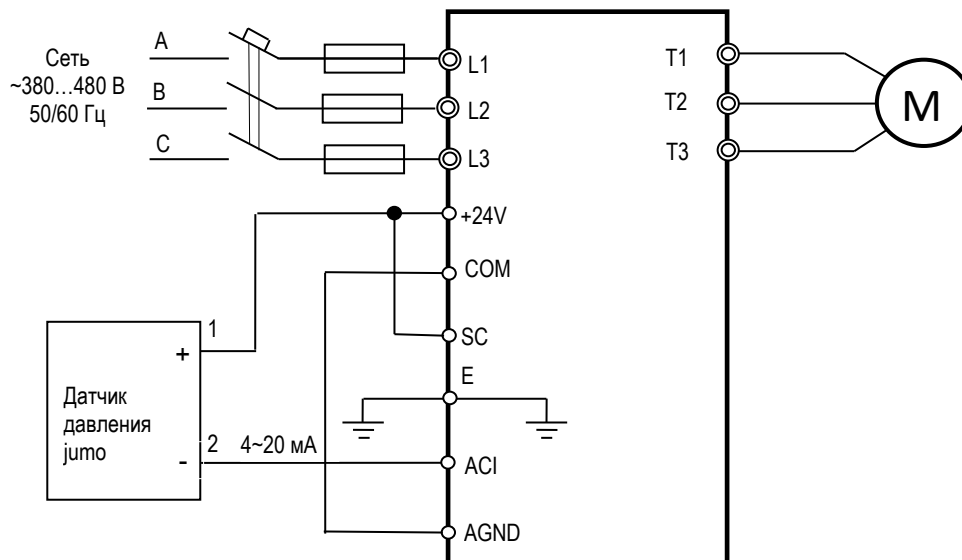 Сеть
~380...480 В
50/60 Гц
A
B
C
L1
L2
L3
T1
T2
T3
M
+24V
COM
SC
E
ACI
AGND
1
+
Датчик
давления
jumo
2
-
4~20 мА